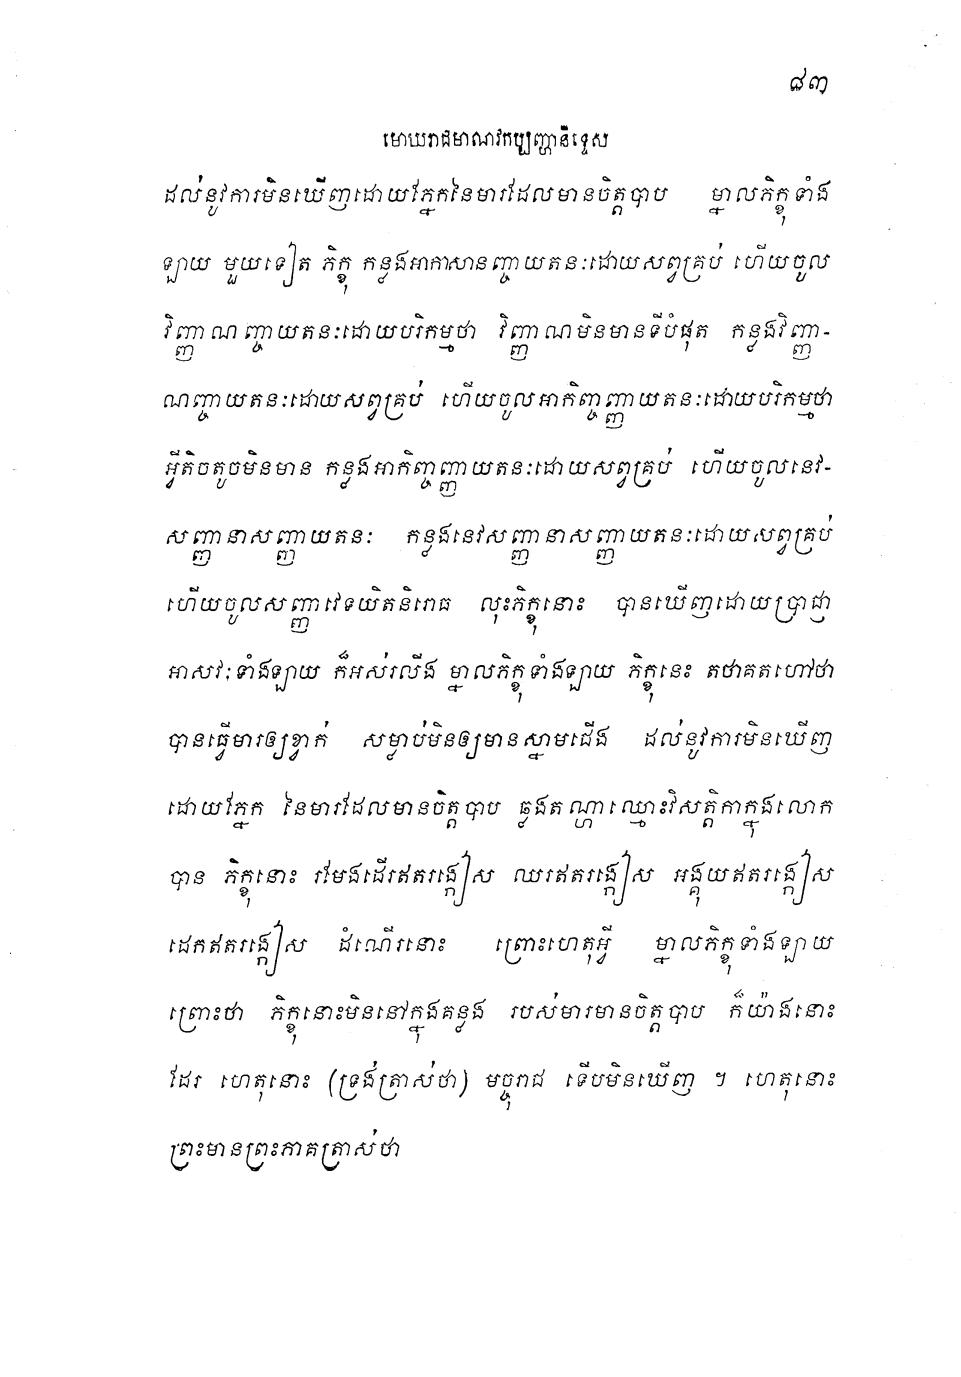 ៨៣
មោឃរាជមាណវកប្បញ្ហានិទ្ទេស
ដល់នូវការមិនឃើញដោយភ្នែកនៃមារដែលមានចិត្តបាប ម្នាលភិក្ខុទាំង
ឡាយ មួយទៀត ភិក្ខុ កន្លងអាកាសានញ្ចាយតនៈដោយសព្វគ្រប់ ហើយចូល
វិញ្ញាណញ្ចាយតនៈដោយបរិកម្មថា វិញ្ញាណមិនមានទីបំផុត កន្លងវិញ្ញា-
ណញ្ចាយតនៈដោយសព្វគ្រប់ ហើយចូលអាកិញ្ចញ្ញាយតនៈដោយបរិកម្មថា
អ្វីតិចតួចមិនមាន កន្លងអាកិញ្ចញ្ញាយតនៈដោយសព្វគ្រប់ ហើយចូលនេវ-
សញ្ញានាសញ្ញាយតនៈ កន្លងនេវសញ្ញានាសញ្ញាយតនៈដោយសព្វគ្រប់
ហើយចូលសញ្ញាវេទយិតនិរោធ លុះភិក្ខុនោះ បានឃើញដោយប្រាជ្ញា
អាសវៈទាំងឡាយ ក៏អស់រលីង ម្នាលភិក្ខុទាំងឡាយ ភិក្ខុនេះ តថាគតហៅថា
បានធ្វើមារឲ្យខ្វាក់ សម្លាប់មិនឲ្យមានស្នាមជើង ដល់នូវការមិនឃើញ
ដោយភ្នែក នៃមារដែលមានចិត្តបាប ឆ្លងតណ្ហាឈ្មោះវិសត្តិកាក្នុងលោក
បាន ភិក្ខុនោះ រមែងដើរឥតរង្កៀស ឈរឥតរង្កៀស អង្គុយឥតរង្កៀស
ដេកឥតរង្កៀស ដំណើរនោះ ព្រោះហេតុអ្វី ម្នាលភិក្ខុទាំងឡាយ
ព្រោះថា ភិក្ខុនោះមិននៅក្នុងគន្លង របស់មារមានចិត្តបាប ក៏យ៉ាងនោះ
ដែរ ហេតុនោះ (ទ្រង់ត្រាស់ថា) មច្ចុរាជ ទើបមិនឃើញ ។ ហេតុនោះ
ព្រះមានព្រះភាគត្រាស់ថា